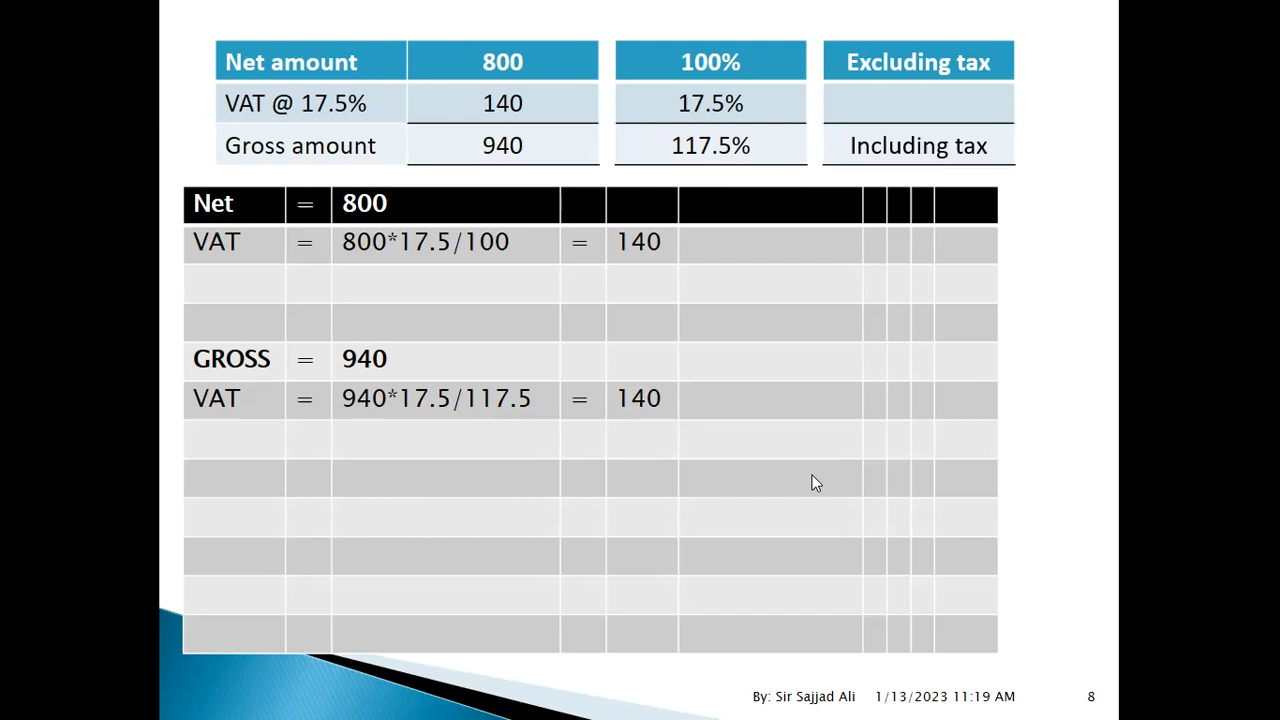 Net amount 800 100% Excluding tax
VAT @ 17.5% 140 17.5%
Gross amount 940 117.5% Including tax
Net = 800
VAT = 800*17.5/100 = 140
GROSS = 940
VAT = 940*17.5/117.5 = 140
By: Sir Sajjad Ali 1/13/2023 11:19 AM 8